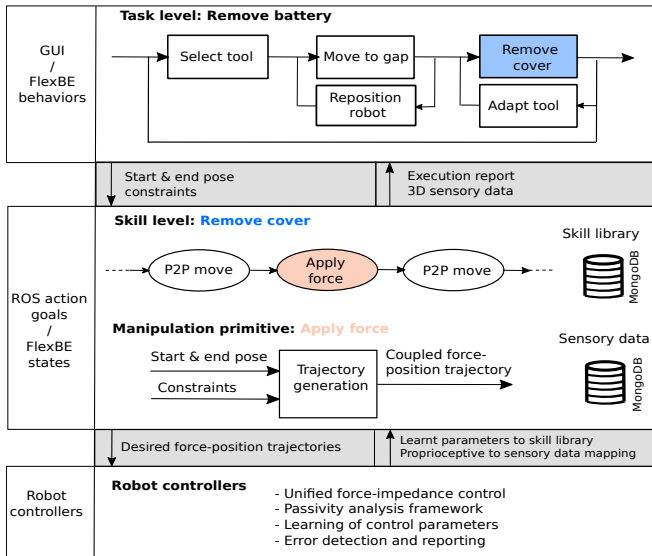 Task level: Remove battery
GUI
/
FlexBE
behaviors
Select tool
Move to gap
Remove
cover
Reposition
robot
Adapt tool
Start & end pose
constraints
Execution report
3D sensory data
ROS action
goals
/
FlexBE
states
Skill level: Remove cover
Skill library
P2P move
Apply
force
P2P move
MongoDB
Manipulation primitive: Apply force
Sensory data
Start & end pose
Constraints
Trajectory
generation
Coupled force-
position trajectory
MongoDB
Desired force-position trajectories
Learnt parameters to skill library
Proprioceptive to sensory data mapping
Robot
controllers
Robot controllers
- Unified force-impedance control
- Passivity analysis framework
- Learning of control parameters
- Error detection and reporting